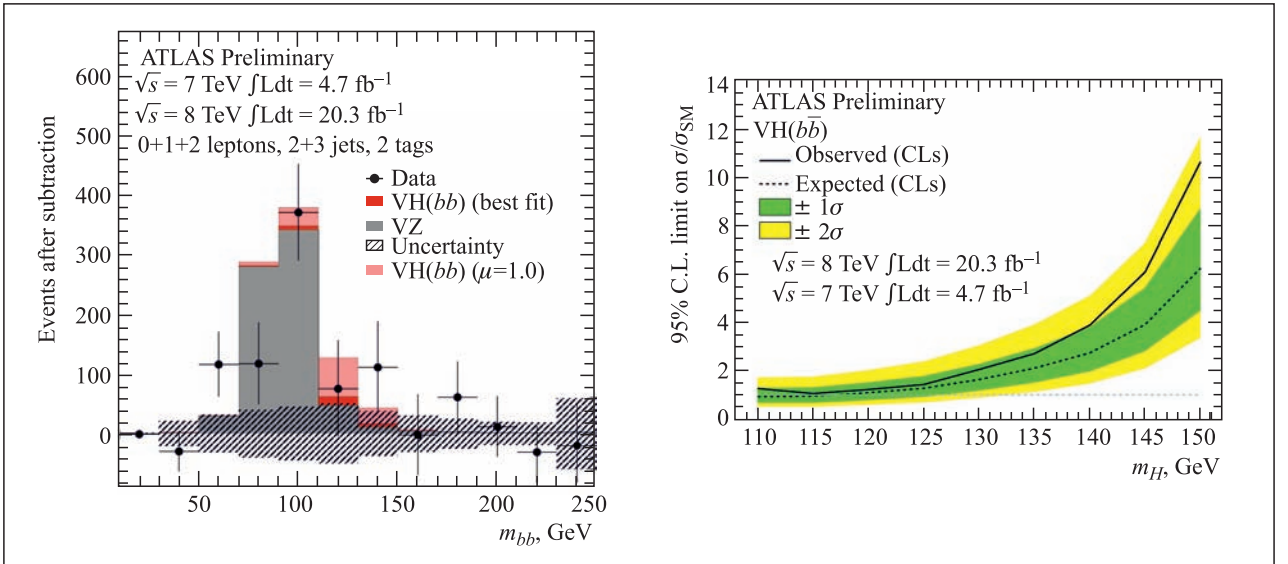 ATLAS Preliminary
√s = 7 TeV ∫Ldt = 4.7 fb⁻¹
√s = 8 TeV ∫Ldt = 20.3 fb⁻¹
0+1+2 leptons, 2+3 jets, 2 tags
Data
VH(bb) (best fit)
VZ
Uncertainty
VH(bb) (μ=1.0)
Events after subtraction
600
500
400
300
200
100
0
50 100 150 200 250
m_bb, GeV
ATLAS Preliminary
VH(bb̅)
Observed (CLs)
Expected (CLs)
± 1σ
± 2σ
√s = 8 TeV ∫Ldt = 20.3 fb⁻¹
√s = 7 TeV ∫Ldt = 4.7 fb⁻¹
95% C.L. limit on σ/σ_SM
14
12
10
8
6
4
2
0
110 115 120 125 130 135 140 145 150
m_H, GeV